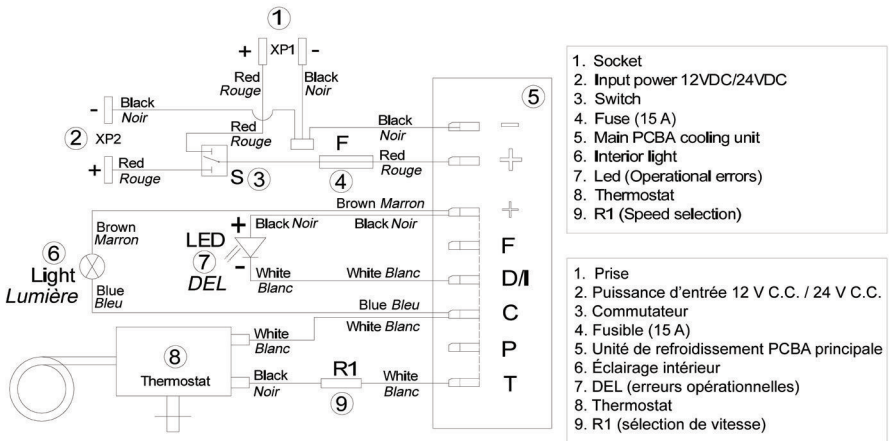 1
+ XP1 -
Red
Rouge
Black
Noir
- Black
Noir
2 XP2
Red
Rouge
+ Red
Rouge
S 3
F
4
Red
Rouge
Black
Noir
5
-
+
Brown Marron
+
+
Black Noir
Black Noir
Brown
Marron
LED
7
DEL
-
F
6
Light
Lumière
White
Blanc
White Blanc
D/I
Blue
Bleu
Blue Bleu
C
White
Blanc
White Blanc
8
Thermostat
P
Black
Noir
R1
9
White
Blanc
T
1. Socket
2. Input power 12VDC/24VDC
3. Switch
4. Fuse (15 A)
5. Main PCBA cooling unit
6. Interior light
7. Led (Operational errors)
8. Thermostat
9. R1 (Speed selection)
1. Prise
2. Puissance d'entrée 12 V C.C. / 24 V C.C.
3. Commutateur
4. Fusible (15 A)
5. Unité de refroidissement PCBA principale
6. Éclairage intérieur
7. DEL (erreurs opérationnelles)
8. Thermostat
9. R1 (sélection de vitesse)